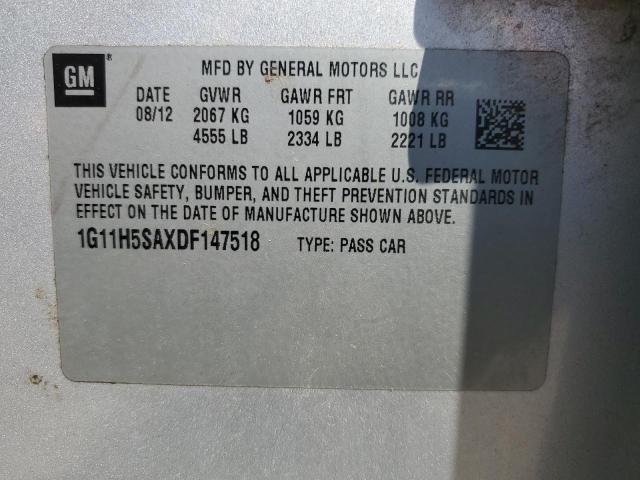 GM ®
MFD BY GENERAL MOTORS LLC
DATE GVWR GAWR FRT GAWR RR
08/12 2067 KG 1059 KG 1008 KG
4555 LB 2334 LB 2221 LB
THIS VEHICLE CONFORMS TO ALL APPLICABLE U.S. FEDERAL MOTOR
VEHICLE SAFETY, BUMPER, AND THEFT PREVENTION STANDARDS IN
EFFECT ON THE DATE OF MANUFACTURE SHOWN ABOVE.
1G11H5SAXDF147518 TYPE: PASS CAR